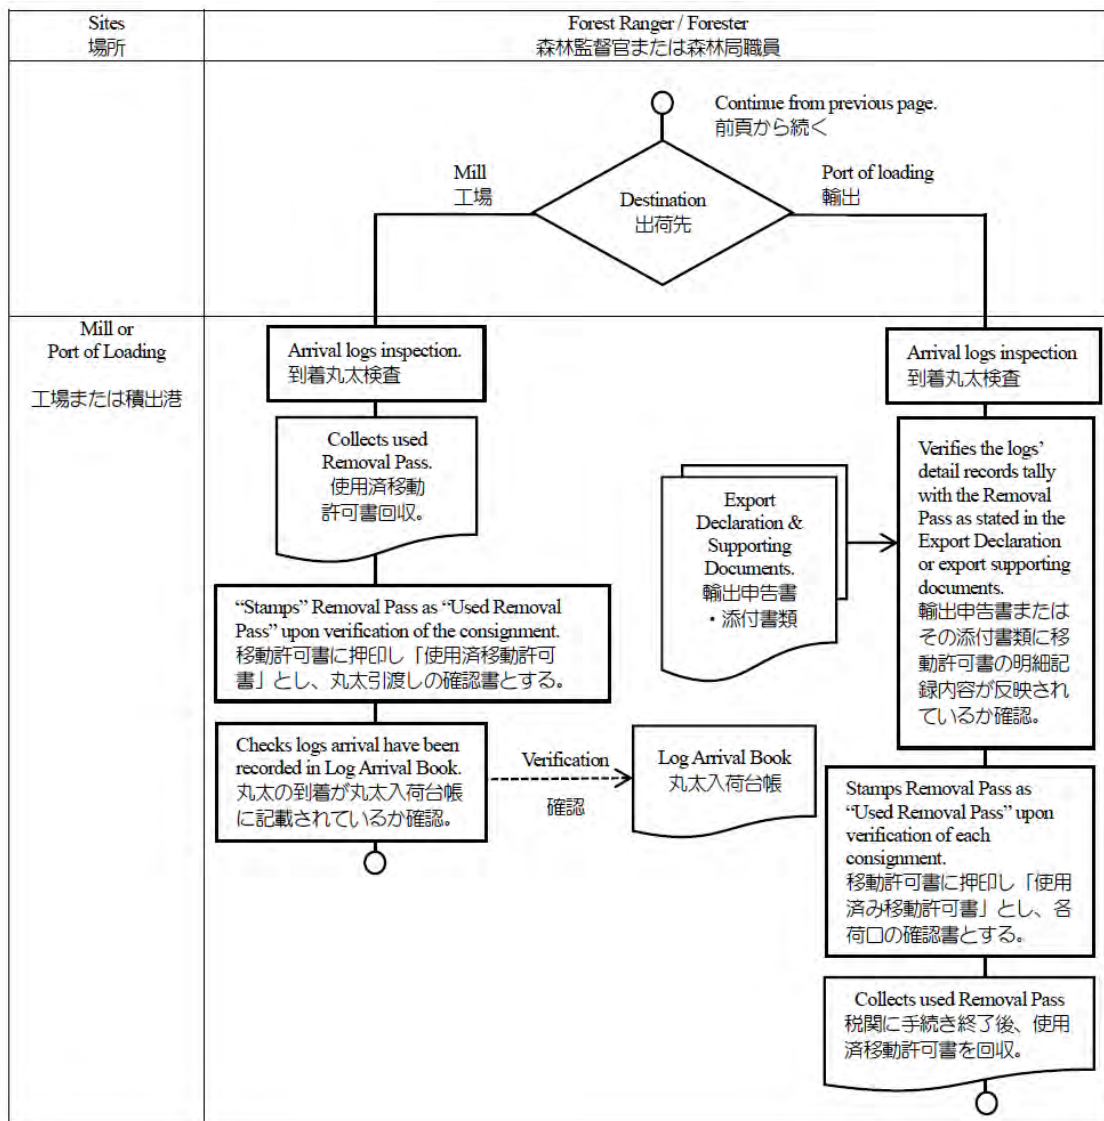 Sites
場所
Forest Ranger / Forester
森林監督官または森林局職員
Continue from previous page.
前頁から続く
Mill
工場
Port of loading
輸出
Destination
出荷先
Mill or
Port of Loading
工場または積出港
Arrival logs inspection.
到着丸太検査
Collects used
Removal Pass.
使用済移動
許可書回収。
“Stamps” Removal Pass as “Used Removal
Pass” upon verification of the consignment.
移動許可書に押印し「使用済移動許可
書」とし、丸太引渡しの確認書とする。
Checks logs arrival have been
recorded in Log Arrival Book.
丸太の到着が丸太入荷台帳
に記載されているか確認。
Verification
確認
Log Arrival Book
丸太入荷台帳
Export
Declaration &
Supporting
Documents.
輸出申告書
・添付書類
Arrival logs inspection
到着丸太検査
Verifies the logs’
detail records tally
with the Removal
Pass as stated in the
Export Declaration
or export supporting
documents.
輸出申告書または
その添付書類に移
動許可書の明細記
録内容が反映され
ているか確認。
Stamps Removal Pass as
“Used Removal Pass” upon
verification of each
consignment.
移動許可書に押印し「使用
済み移動許可書」とし、各
荷口の確認書とする。
Collects used Removal Pass
税関に手続き終了後、使用
済移動許可書を回収。